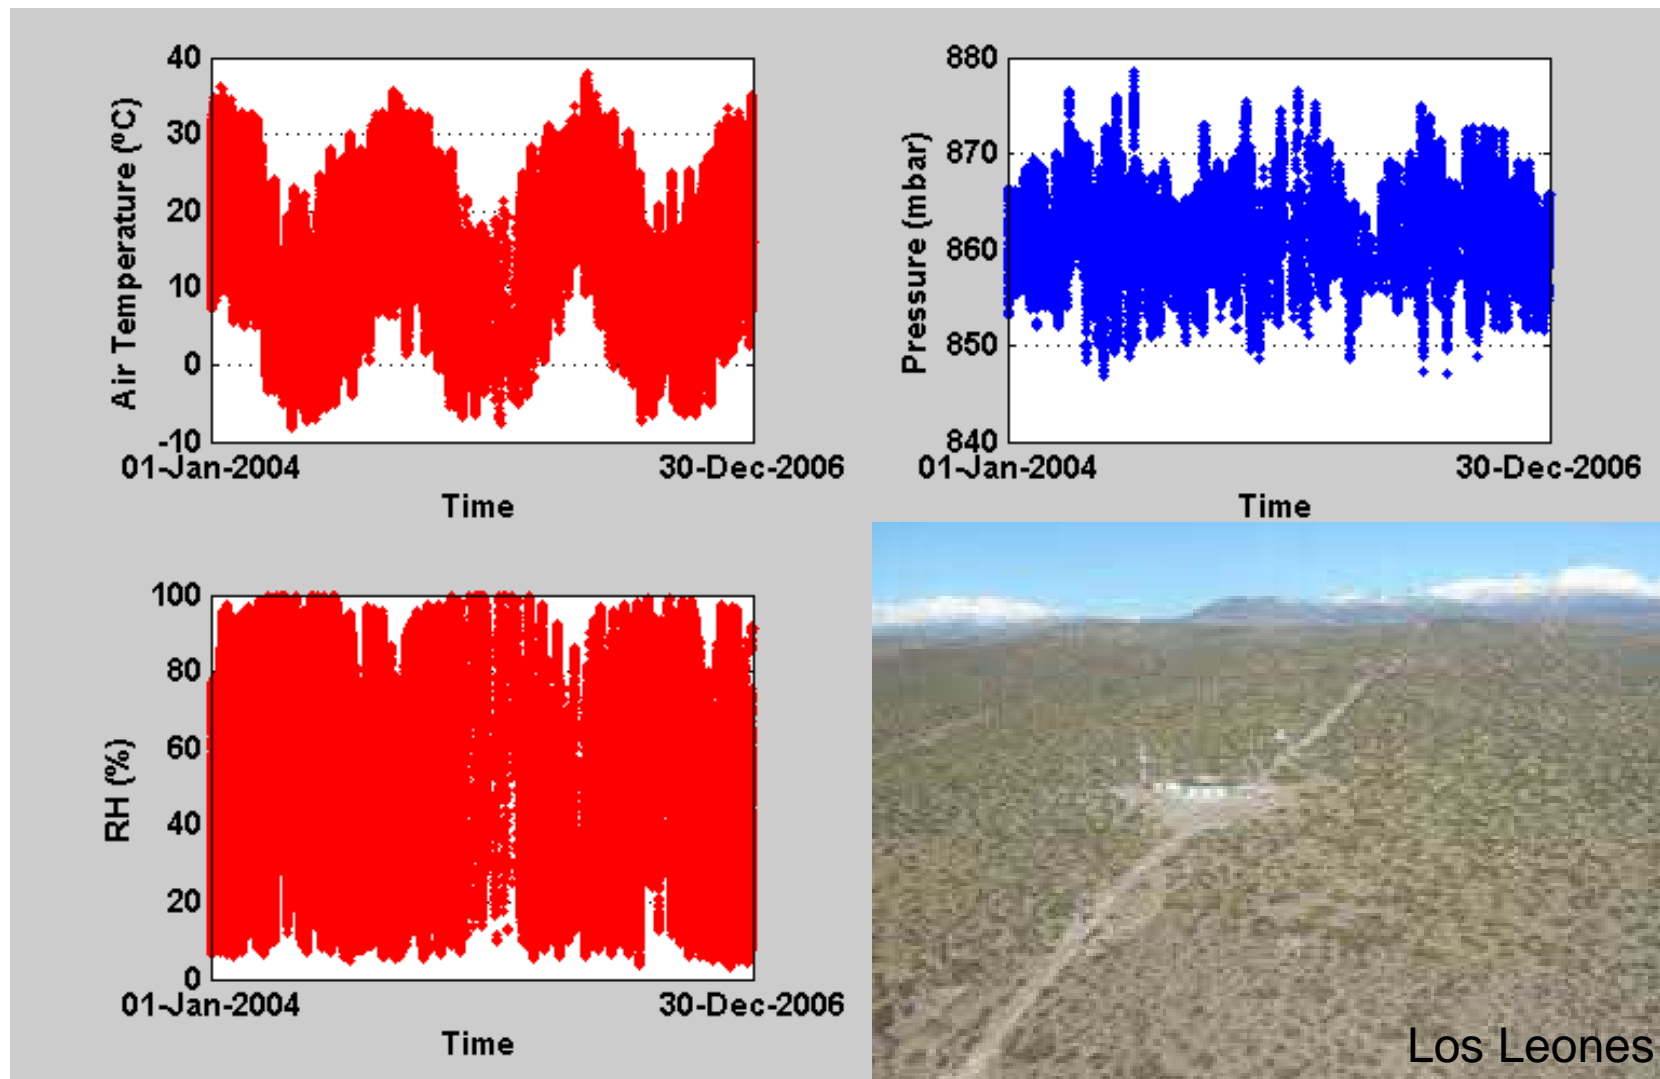 40
30
20
10
0
-10
Air Temperature (ºC)
01-Jan-2004 30-Dec-2006
Time
880
870
860
850
840
Pressure (mbar)
01-Jan-2004 30-Dec-2006
Time
100
80
60
40
20
0
RH (%)
01-Jan-2004 30-Dec-2006
Time
Los Leones